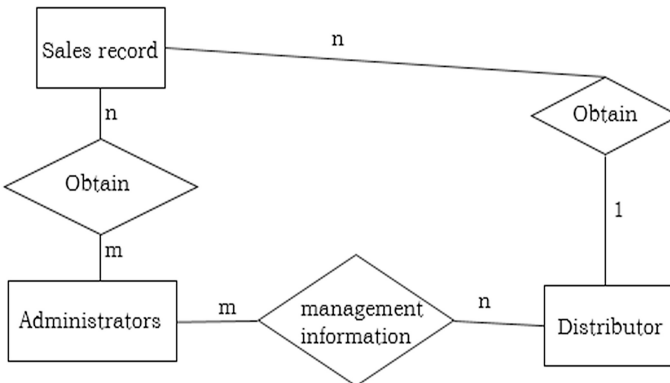 n
Sales record
Obtain
n
Obtain
1
m
m
management
information
n
Administrators
Distributor